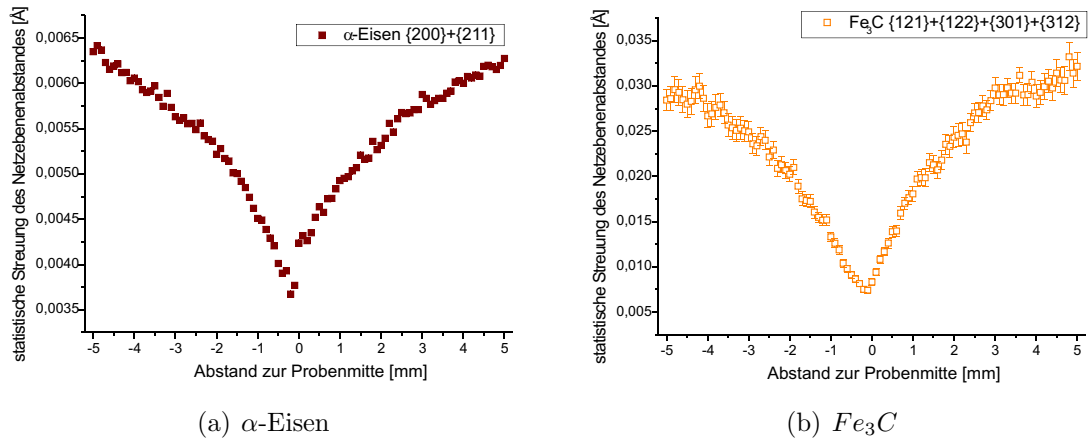 statistische Streuung des Netzebenenabstandes [Å]
α-Eisen {200}+{211}
0,0065
0,0060
0,0055
0,0050
0,0045
0,0040
0,0035
-5 -4 -3 -2 -1 0 1 2 3 4 5
Abstand zur Probenmitte [mm]
(a) α-Eisen
statistische Streuung des Netzebenenabstandes [Å]
Fe₃C {121}+{122}+{301}+{312}
0,035
0,030
0,025
0,020
0,015
0,010
0,005
-5 -4 -3 -2 -1 0 1 2 3 4 5
Abstand zur Probenmitte [mm]
(b) Fe₃C